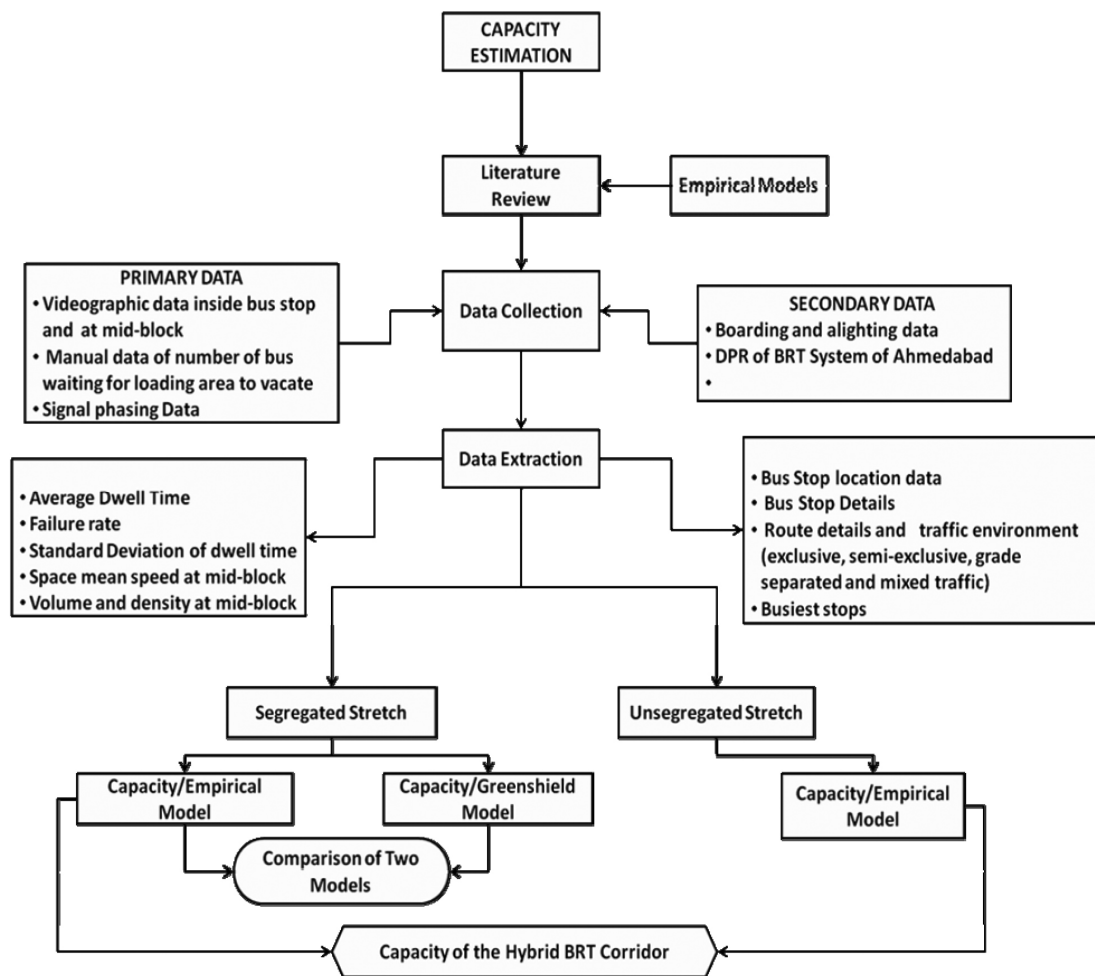 CAPACITY
ESTIMATION
Literature
Review
Empirical Models
PRIMARY DATA
• Videographic data inside bus stop
and at mid-block
• Manual data of number of bus
waiting for loading area to vacate
• Signal phasing Data
Data Collection
SECONDARY DATA
• Boarding and alighting data
• DPR of BRT System of Ahmedabad
•
Data Extraction
• Average Dwell Time
• Failure rate
• Standard Deviation of dwell time
• Space mean speed at mid-block
• Volume and density at mid-block
• Bus Stop location data
• Bus Stop Details
• Route details and traffic environment
(exclusive, semi-exclusive, grade
separated and mixed traffic)
• Busiest stops
Segregated Stretch
Unsegregated Stretch
Capacity/Empirical
Model
Capacity/Greenshield
Model
Capacity/Empirical
Model
Comparison of Two
Models
Capacity of the Hybrid BRT Corridor